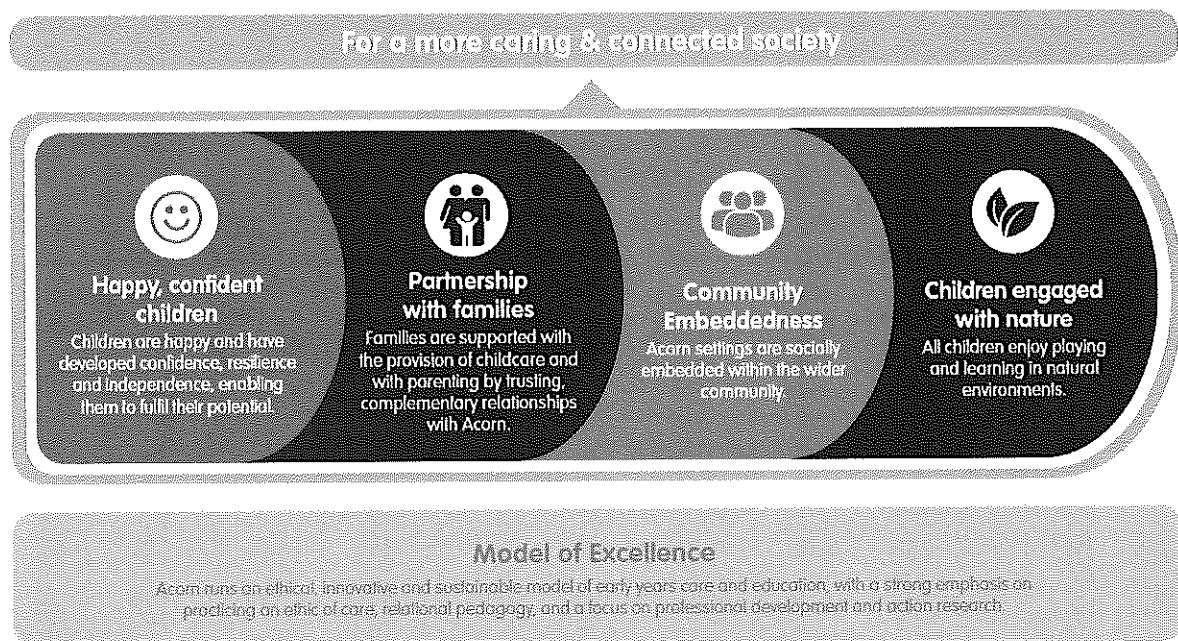 For a more caring & connected society
Happy, confident
children
Children are happy and have
developed confidence, resilience
and independence, enabling
them to fulfil their potential.
Partnership
with families
Families are supported with
the provision of childcare and
with parenting by trusting,
complementary relationships
with Acorn.
Community
Embeddedness
Acorn settings are socially
embedded within the wider
community.
Children engaged
with nature
All children enjoy playing
and learning in natural
environments.
Model of Excellence
Acorn runs an ethical, innovative and sustainable model of early years care and education, with a strong emphasis on
practicing an ethic of care, relational pedagogy, and a focus on professional development and action research.